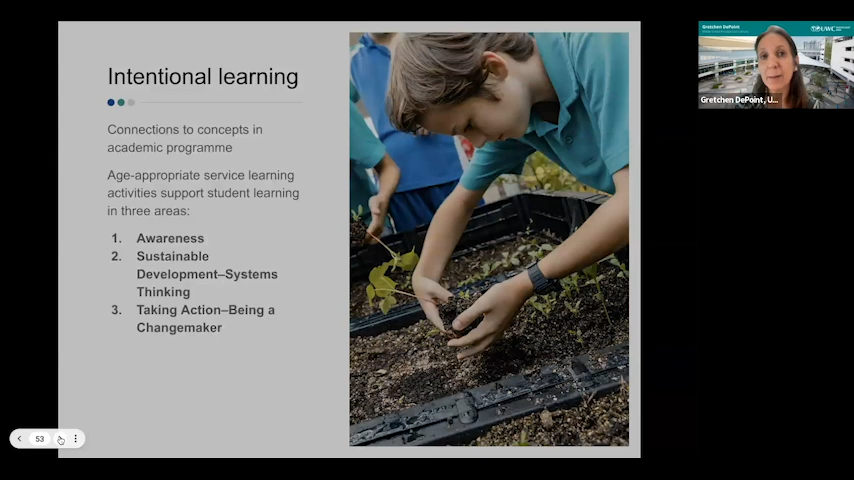 Intentional learning
Connections to concepts in
academic programme
Age-appropriate service learning
activities support student learning
in three areas:
1. Awareness
2. Sustainable
Development–Systems
Thinking
3. Taking Action–Being a
Changemaker
53
Gretchen DePoint
UWC
Gretchen DePoint, U...